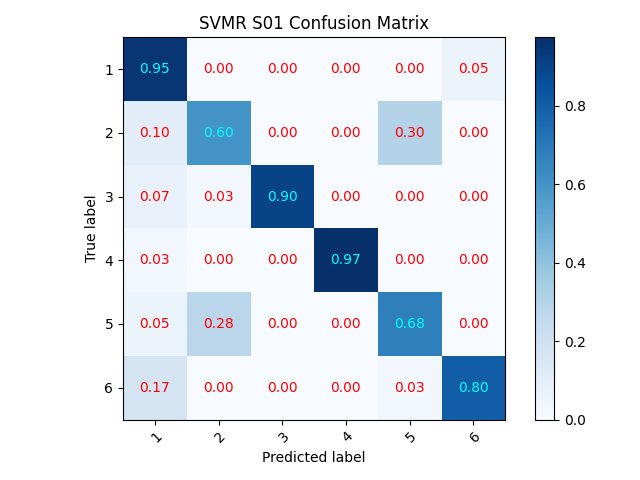 SVMR S01 Confusion Matrix
1 0.95 0.00 0.00 0.00 0.00 0.05
2 0.10 0.60 0.00 0.00 0.30 0.00
3 0.07 0.03 0.90 0.00 0.00 0.00
4 0.03 0.00 0.00 0.97 0.00 0.00
5 0.05 0.28 0.00 0.00 0.68 0.00
6 0.17 0.00 0.00 0.00 0.03 0.80
1 2 3 4 5 6
Predicted label
True label
0.8
0.6
0.4
0.2
0.0